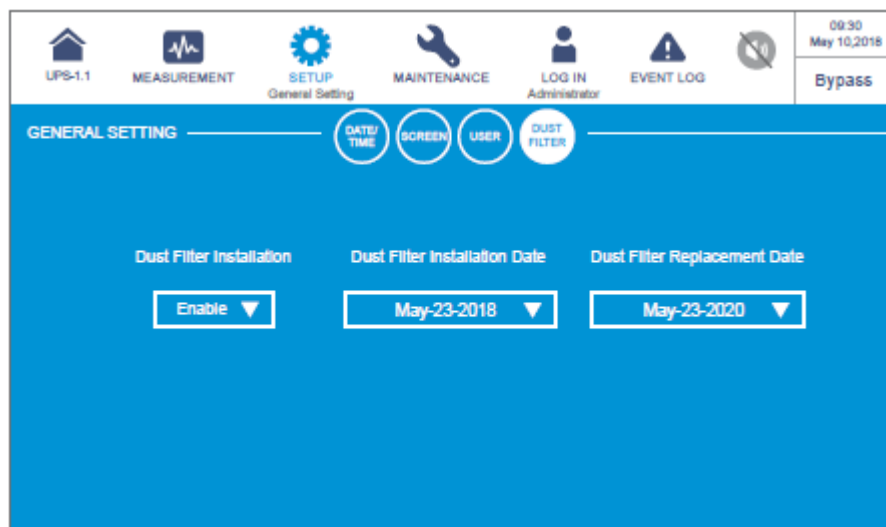 09:30
May 10,2018
UPS-1.1
MEASUREMENT
SETUP
General Setting
MAINTENANCE
LOG IN
Administrator
EVENT LOG
Bypass
GENERAL SETTING
DATE/
TIME
SCREEN
USER
DUST
FILTER
Dust Filter Installation
Dust Filter Installation Date
Dust Filter Replacement Date
Enable
May-23-2018
May-23-2020